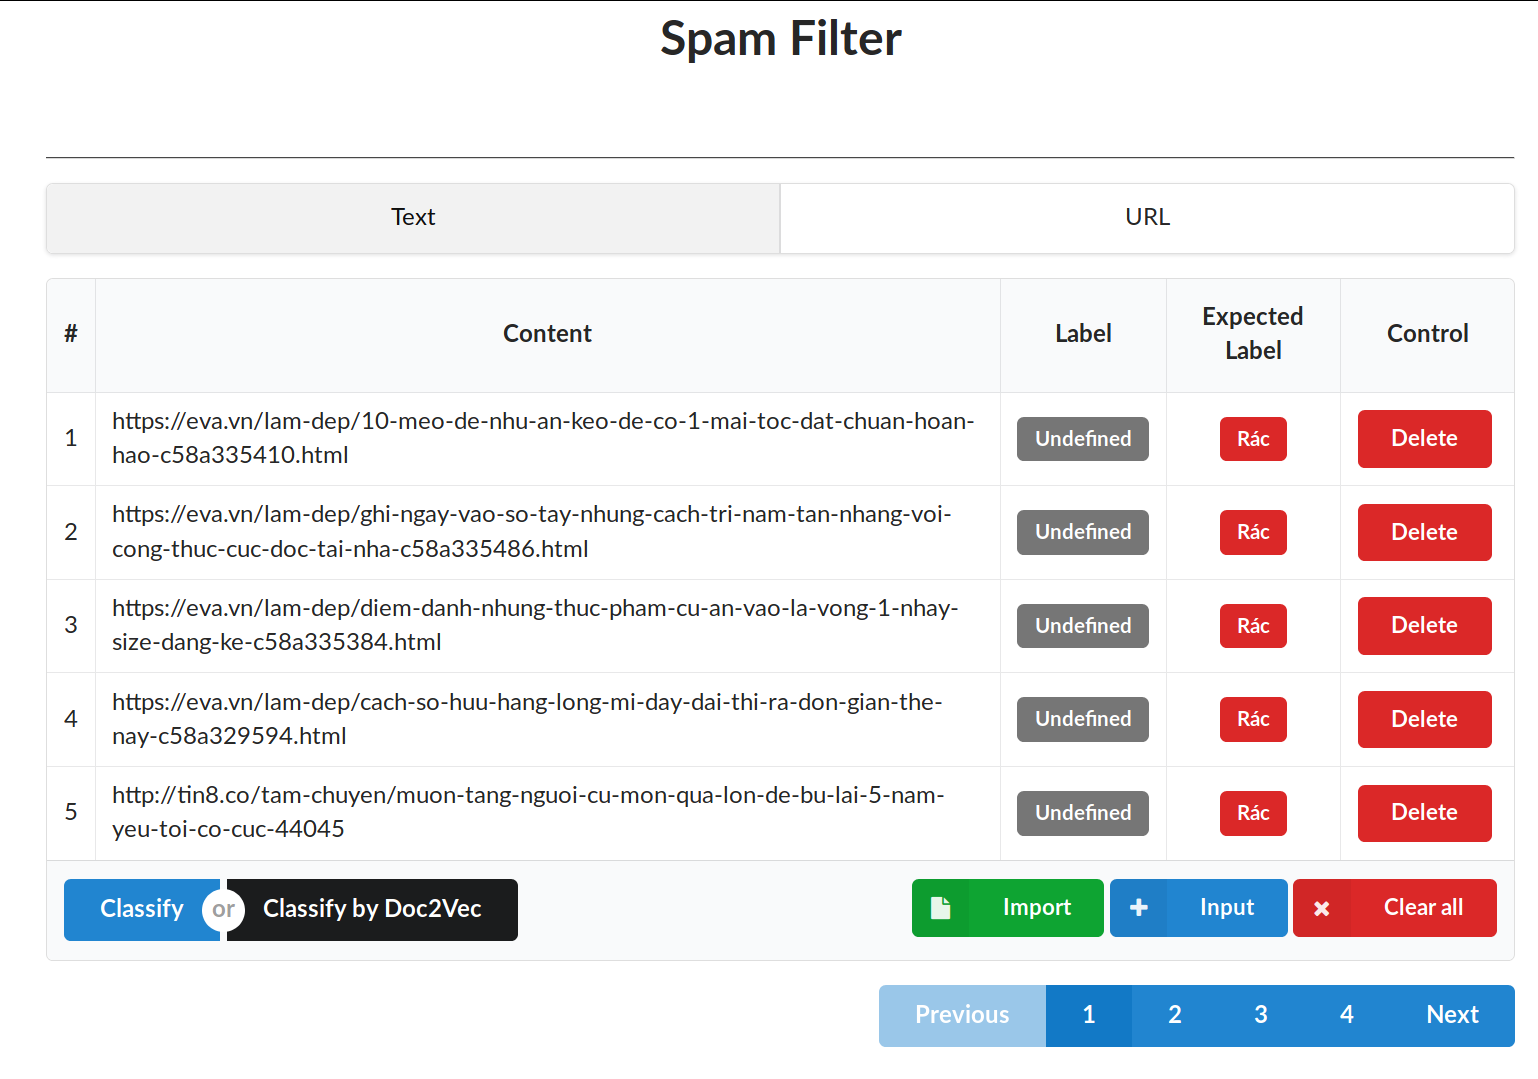 Spam Filter
Text
URL
#
Content
Label
Expected
Label
Control
1
https://eva.vn/lam-dep/10-meo-de-nhu-an-keo-de-co-1-mai-toc-dat-chuan-hoan-
hao-c58a335410.html
Undefined
Rác
Delete
2
https://eva.vn/lam-dep/ghi-ngay-vao-so-tay-nhung-cach-tri-nam-tan-nhang-voi-
cong-thuc-cuc-doc-tai-nha-c58a335486.html
Undefined
Rác
Delete
3
https://eva.vn/lam-dep/diem-danh-nhung-thuc-pham-cu-an-vao-la-vong-1-nhay-
size-dang-ke-c58a335384.html
Undefined
Rác
Delete
4
https://eva.vn/lam-dep/cach-so-huu-hang-long-mi-day-dai-thi-ra-don-gian-the-
nay-c58a329594.html
Undefined
Rác
Delete
5
http://tin8.co/tam-chuyen/muon-tang-nguoi-cu-mon-qua-lon-de-bu-lai-5-nam-
yeu-toi-co-cuc-44045
Undefined
Rác
Delete
Classify
or
Classify by Doc2Vec
Import
Input
Clear all
Previous
1
2
3
4
Next